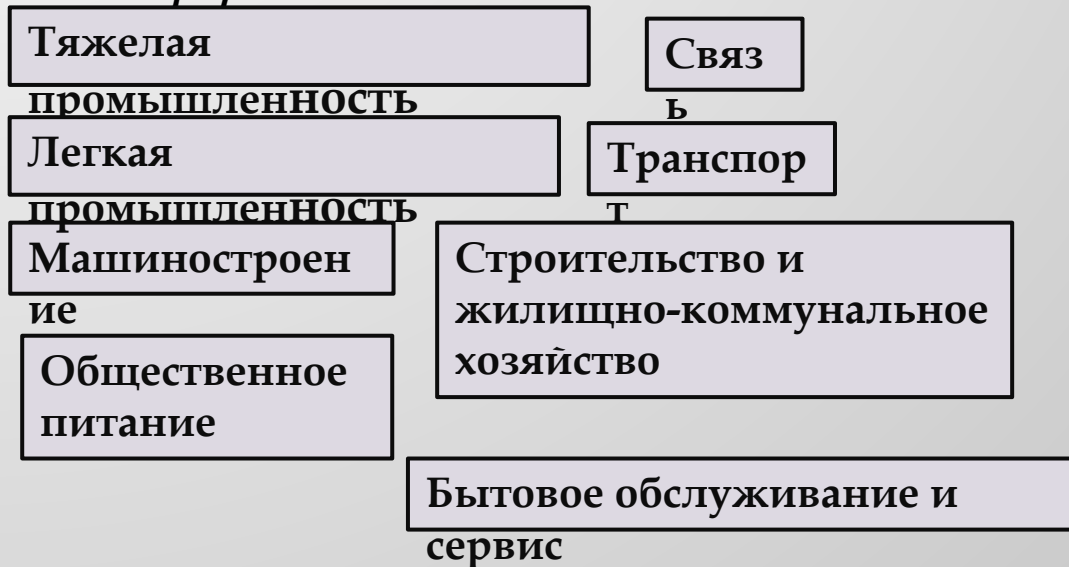 Тяжелая
промышленность
Связ
ь
Легкая
промышленность
Транспор
т
Машиностроен
ие
Строительство и
жилищно-коммунальное
хозяйство
Общественное
питание
Бытовое обслуживание и
сервис